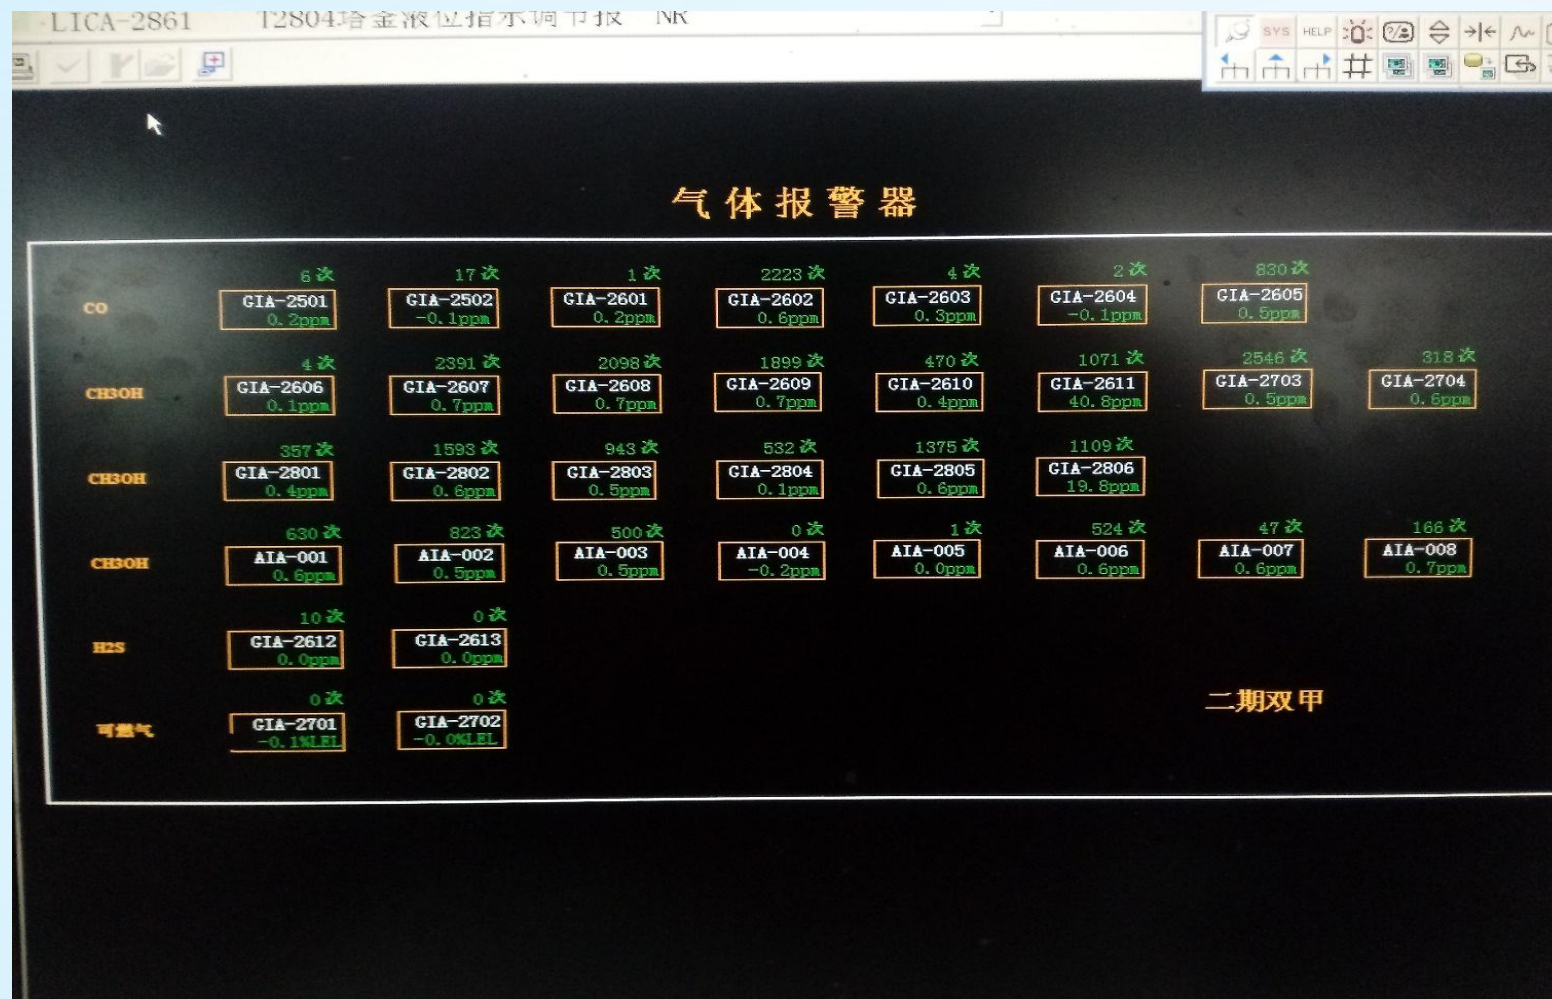 LICA-2861 T2804塔釜液位指示调节报 NR
SYS HELP
气体报警器
6次 17次 1次 2223次 4次 2次 830次
CO GIA-2501 GIA-2502 GIA-2601 GIA-2602 GIA-2603 GIA-2604 GIA-2605
0.2ppm -0.1ppm 0.2ppm 0.6ppm 0.3ppm -0.1ppm 0.5ppm
4次 2391次 2098次 1899次 470次 1071次 2546次 318次
CH3OH GIA-2606 GIA-2607 GIA-2608 GIA-2609 GIA-2610 GIA-2611 GIA-2703 GIA-2704
0.1ppm 0.7ppm 0.7ppm 0.7ppm 0.4ppm 40.8ppm 0.5ppm 0.6ppm
357次 1593次 943次 532次 1375次 1109次
CH3OH GIA-2801 GIA-2802 GIA-2803 GIA-2804 GIA-2805 GIA-2806
0.4ppm 0.6ppm 0.5ppm 0.1ppm 0.6ppm 19.8ppm
630次 823次 500次 0次 1次 524次 47次 166次
CH3OH AIA-001 AIA-002 AIA-003 AIA-004 AIA-005 AIA-006 AIA-007 AIA-008
0.6ppm 0.5ppm 0.5ppm -0.2ppm 0.0ppm 0.6ppm 0.6ppm 0.7ppm
10次 0次
H2S GIA-2612 GIA-2613
0.0ppm 0.0ppm
二期双甲
0次 0次
可燃气 GIA-2701 GIA-2702
-0.1%LEL -0.0%LEL